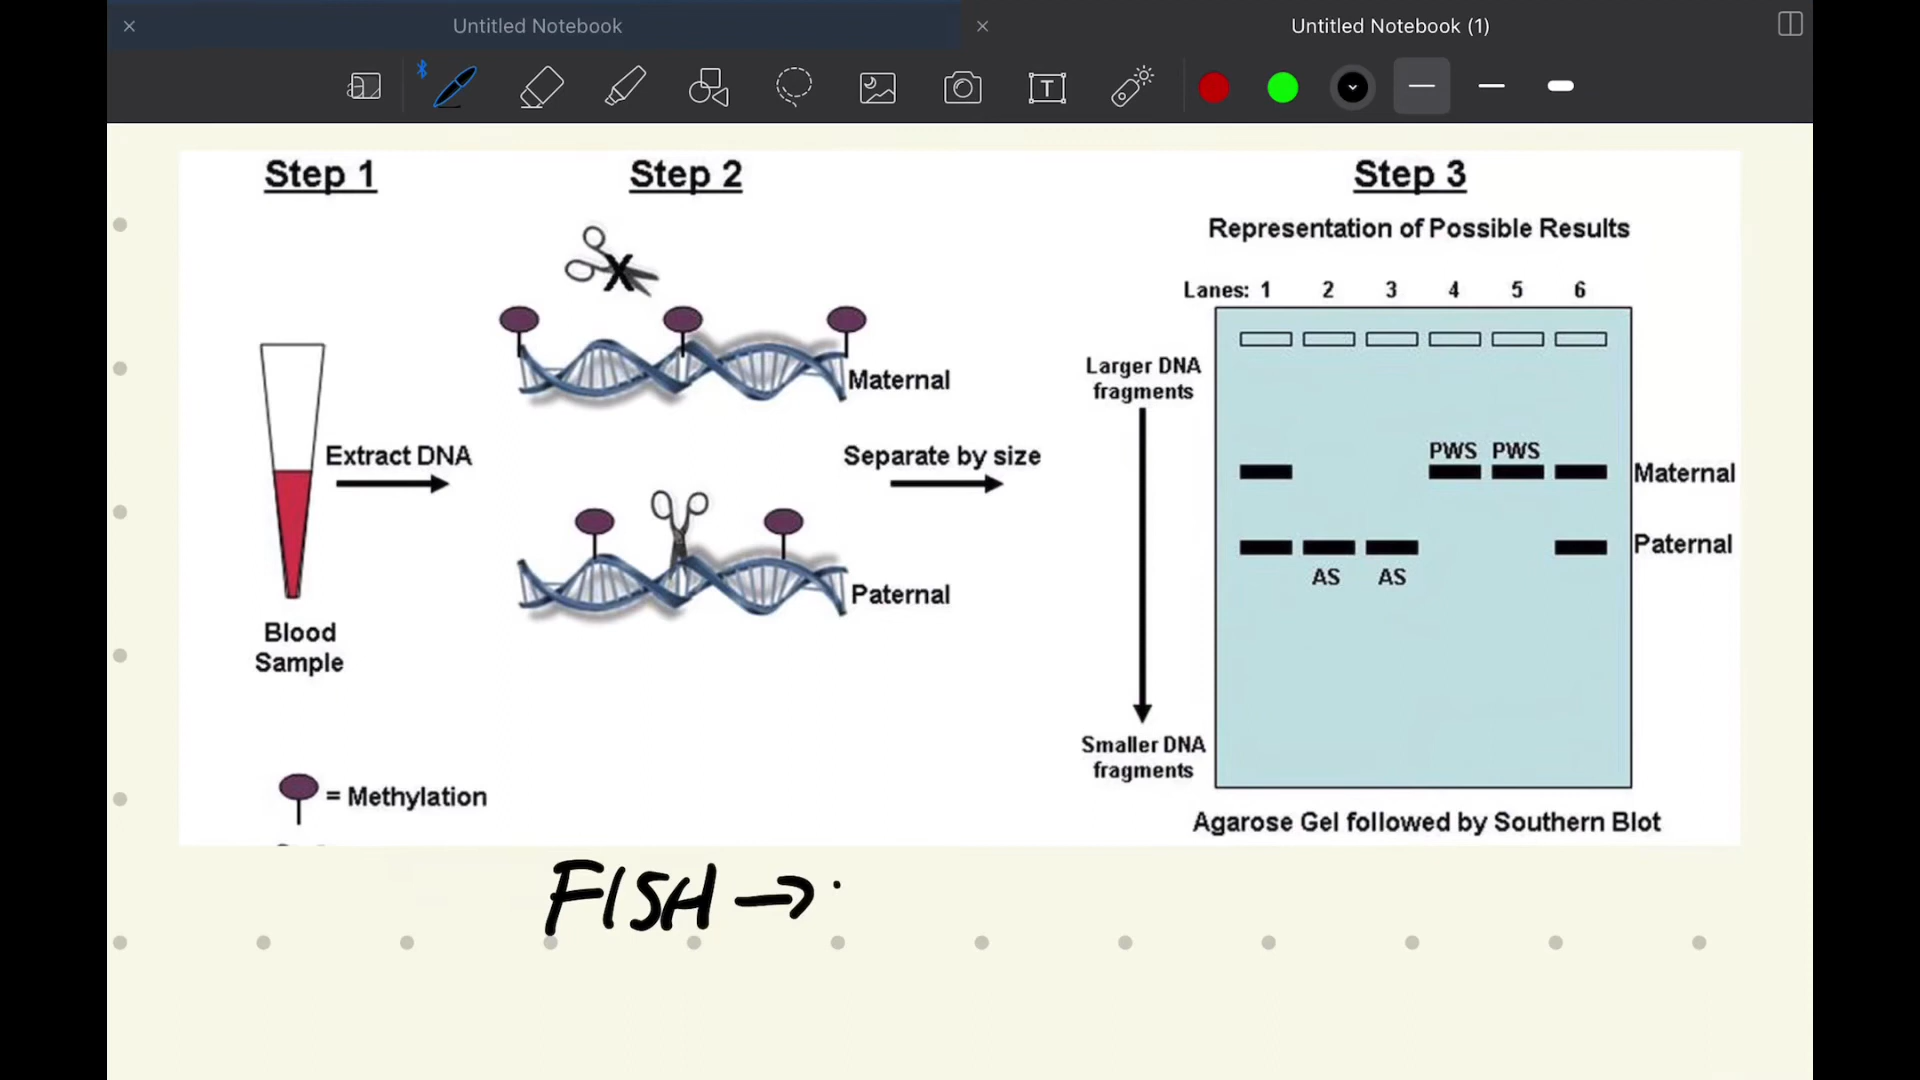 Untitled Notebook
Untitled Notebook (1)
T
Step 1
Step 2
Step 3
Representation of Possible Results
Lanes: 1 2 3 4 5 6
X
Larger DNA
fragments
Maternal
Extract DNA
Separate by size
PWS PWS
Maternal
Paternal
AS AS
Paternal
Blood
Sample
Smaller DNA
fragments
= Methylation
Agarose Gel followed by Southern Blot
FISH →